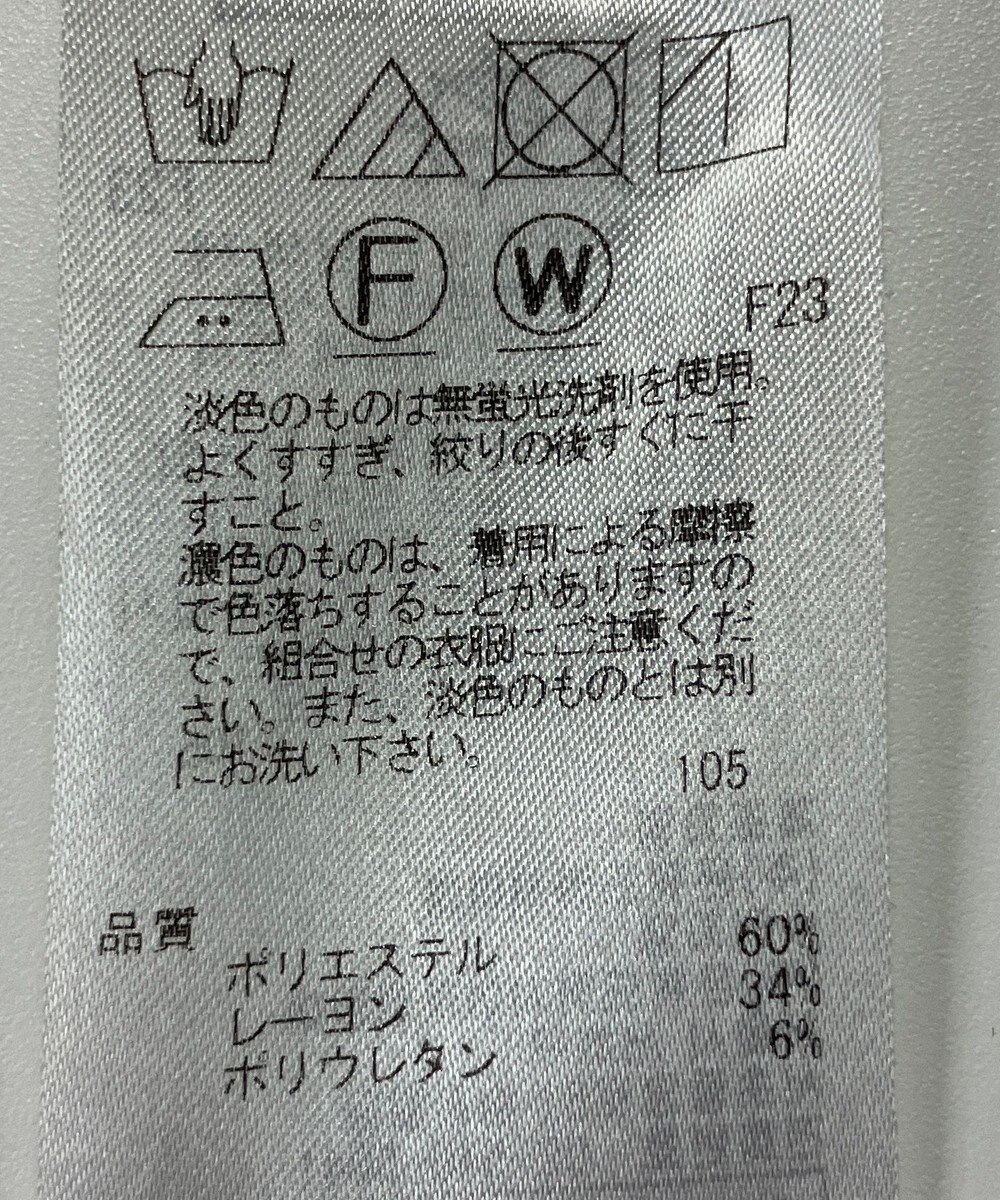 F W
F23
淡色のものは無蛍光洗剤を使用。
よくすすぎ、絞りの後すぐに干
すこと。
濃色のものは、着用による摩擦
で色落ちすることがありますの
で、組合せの衣服にご注意くだ
さい。また、淡色のものとは別
にお洗い下さい。
105
品質
ポリエステル 60%
レーヨン 34%
ポリウレタン 6%